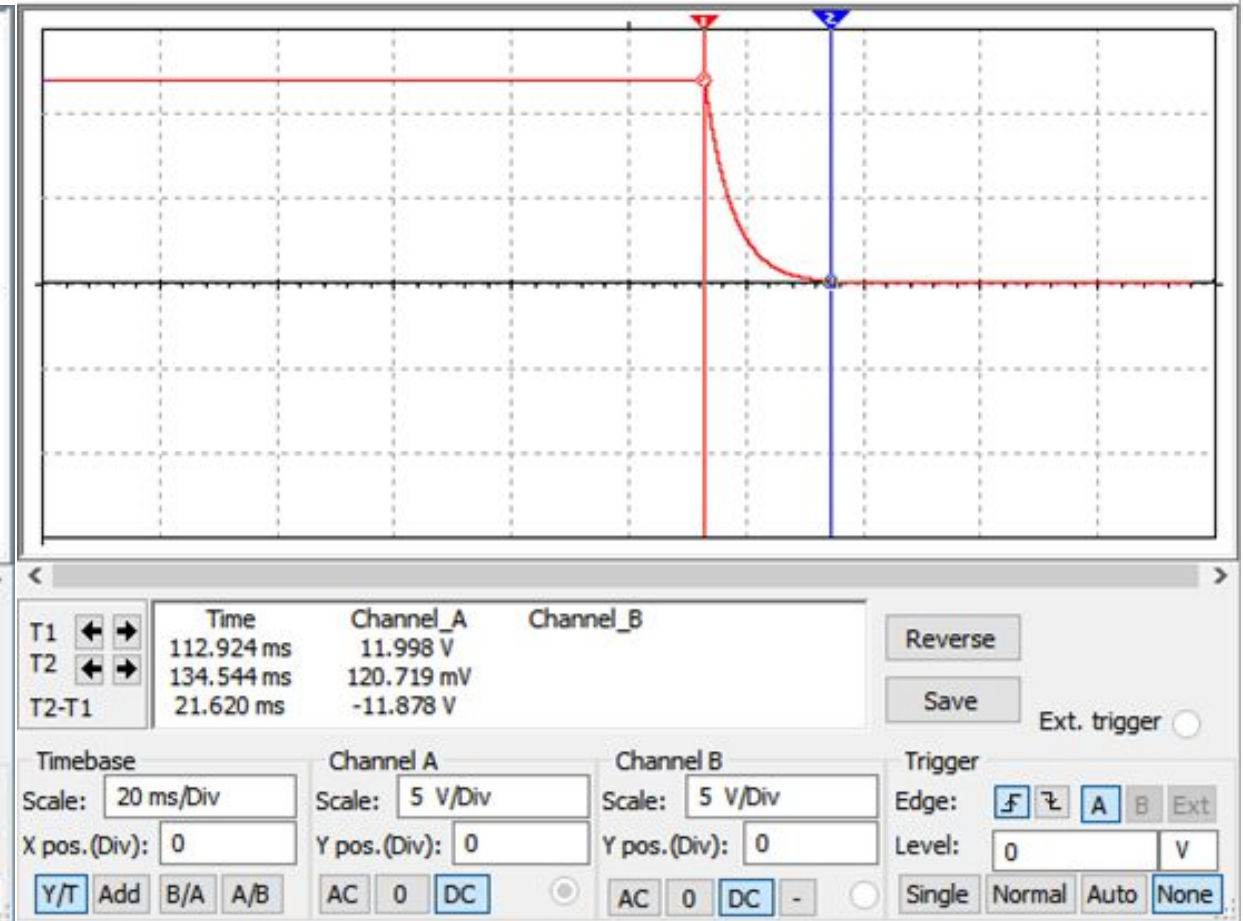 1 2
< >
Time Channel_A Channel_B
T1 112.924 ms 11.998 V
T2 134.544 ms 120.719 mV
T2-T1 21.620 ms -11.878 V
Reverse
Save
Ext. trigger
Timebase Channel A Channel B Trigger
Scale: 20 ms/Div Scale: 5 V/Div Scale: 5 V/Div Edge: A B Ext
X pos.(Div): 0 Y pos.(Div): 0 Y pos.(Div): 0 Level: 0 V
Y/T Add B/A A/B AC 0 DC AC 0 DC - Single Normal Auto None